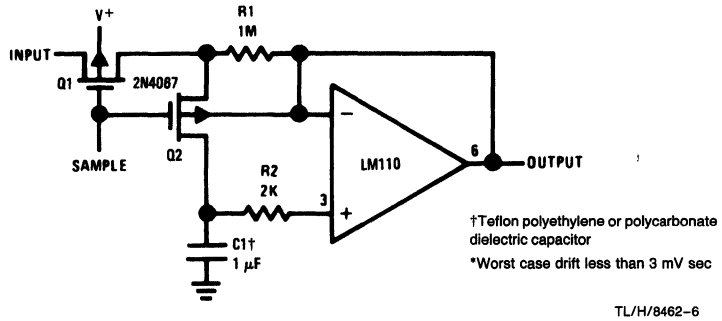 V+
R1
1M
INPUT
Q1
2N4067
SAMPLE
Q2
R2
2K
3
−
+
LM110
6
OUTPUT
C1†
1 µF
†Teflon polyethylene or polycarbonate
dielectric capacitor
*Worst case drift less than 3 mV sec
TL/H/8462–6